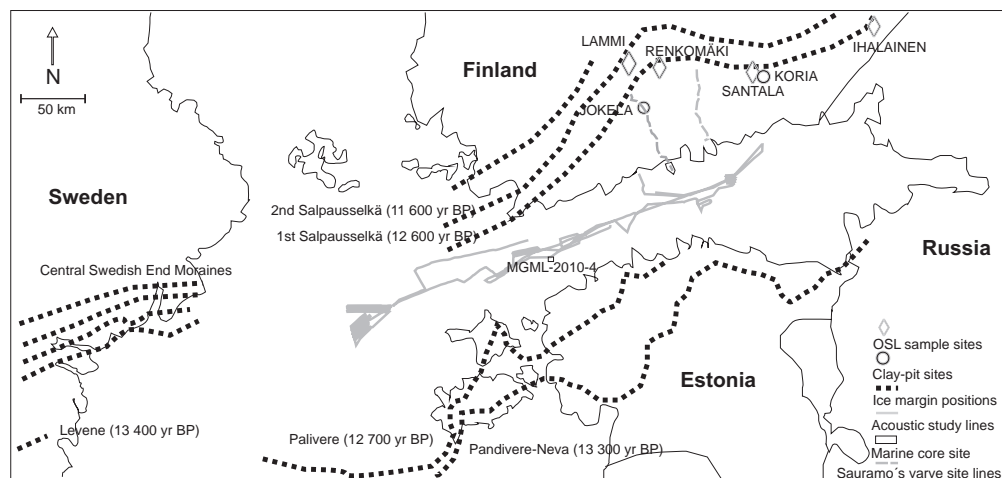 N
50 km
LAMMI
RENKOMÄKI
IHALAINEN
Finland
KORIA
SANTALA
JOKELA
Sweden
2nd Salpausselkä (11 600 yr BP)
1st Salpausselkä (12 600 yr BP)
Russia
MGML-2010-4
Central Swedish End Moraines
OSL sample sites
Clay-pit sites
Ice margin positions
Acoustic study lines
Marine core site
Sauramo´s varve site lines
Estonia
Levene (13 400 yr BP)
Palivere (12 700 yr BP)
Pandivere-Neva (13 300 yr BP)